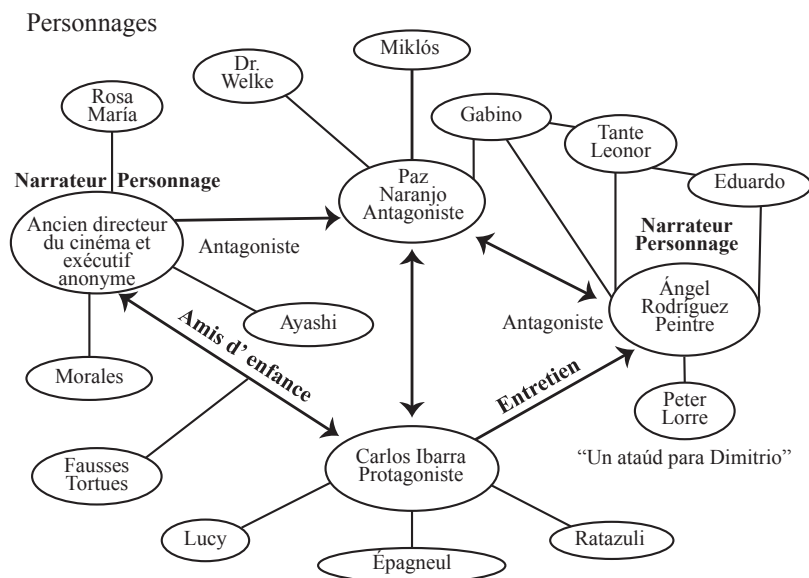 Personnages
Miklós
Dr.
Welke
Rosa
María
Gabino
Tante
Leonor
Eduardo
Narrateur Personnage
Paz
Naranjo
Antagoniste
Ancien directeur
du cinéma et
exécutif
anonyme
Antagoniste
Narrateur
Personnage
Ángel
Rodríguez
Peintre
Antagoniste
Ayashi
Morales
Amis d’ enfance
Entretien
Peter
Lorre
“Un ataúd para Dimitrio”
Carlos Ibarra
Protagoniste
Fausses
Tortues
Lucy
Épagneul
Ratazuli